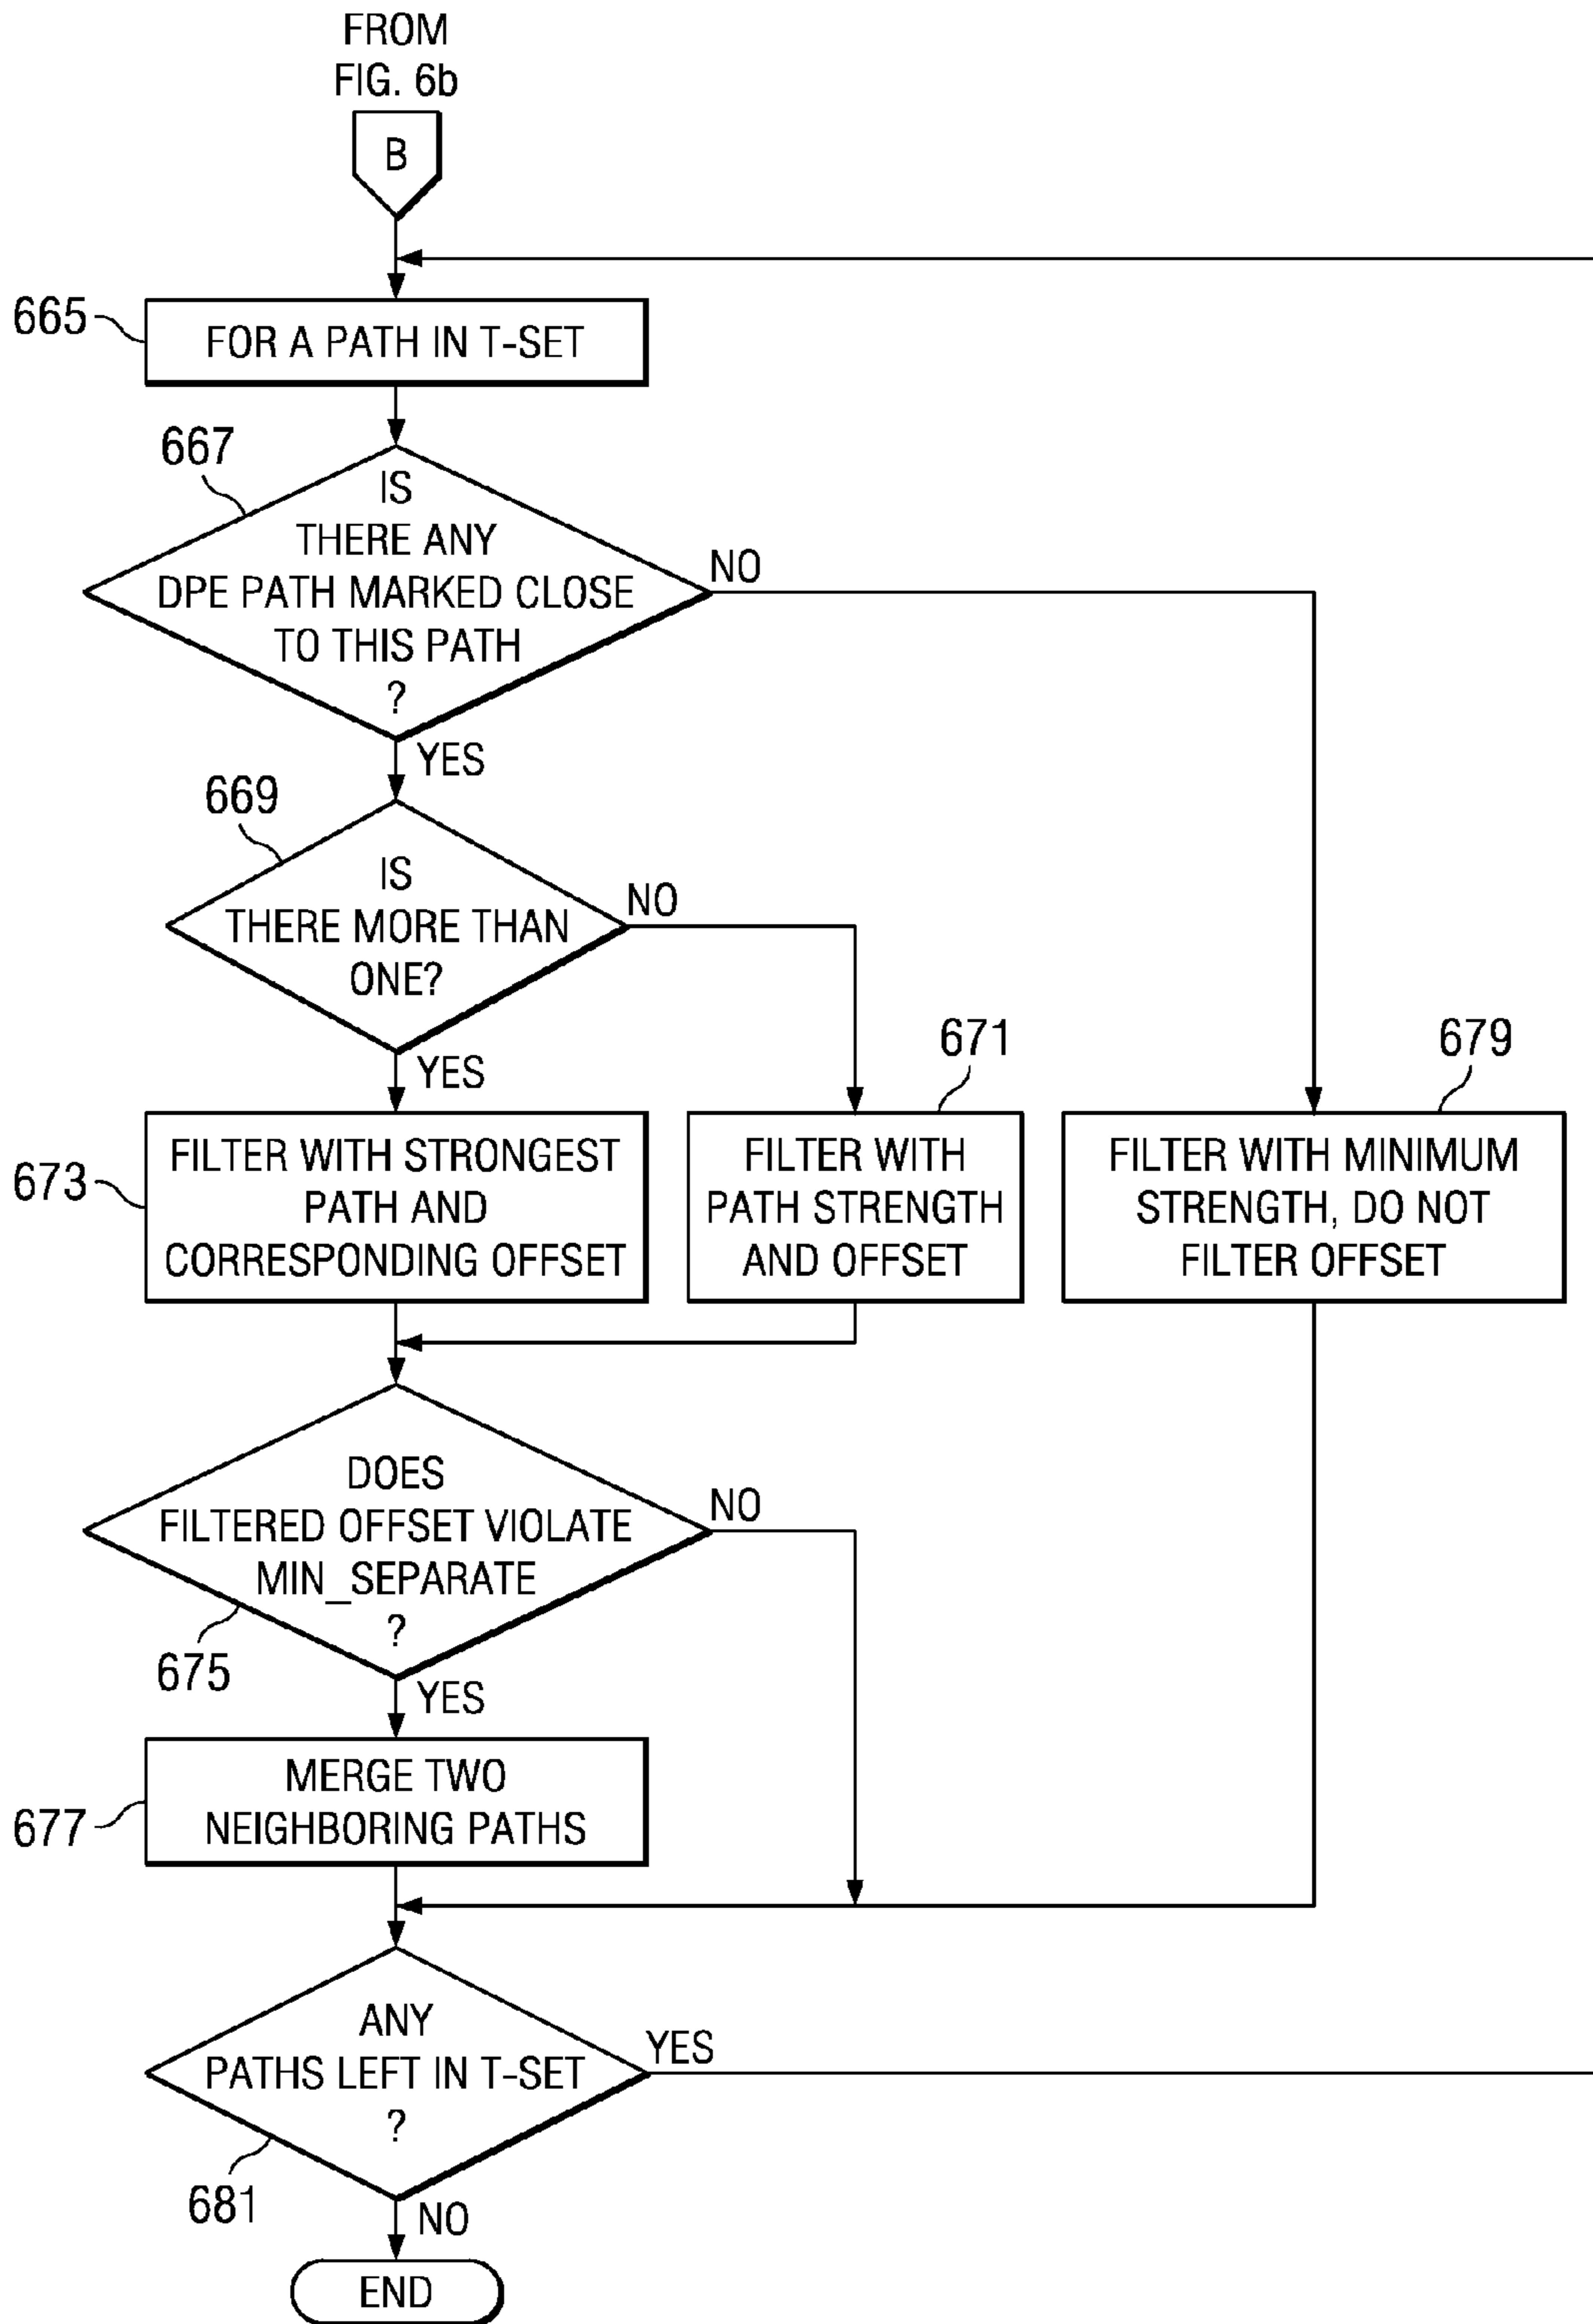 FROM
FIG. 6b
B
665
FOR A PATH IN T-SET
667
IS
THERE ANY
DPE PATH MARKED CLOSE
TO THIS PATH
?
NO
YES
669
IS
THERE MORE THAN
ONE?
NO
YES
671
679
673
FILTER WITH STRONGEST
PATH AND
CORRESPONDING OFFSET
FILTER WITH
PATH STRENGTH
AND OFFSET
FILTER WITH MINIMUM
STRENGTH, DO NOT
FILTER OFFSET
DOES
FILTERED OFFSET VIOLATE
MIN_SEPARATE
?
NO
675
YES
677
MERGE TWO
NEIGHBORING PATHS
ANY
PATHS LEFT IN T-SET
?
YES
681
NO
END